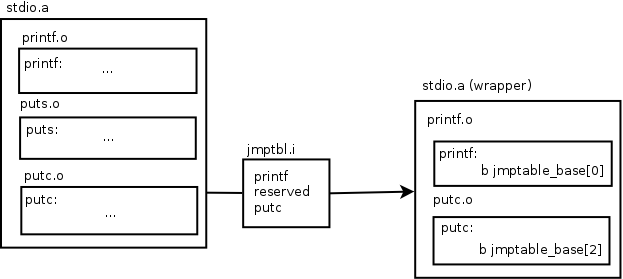 stdio.a
printf.o
printf:
...
puts.o
puts:
...
putc.o
putc:
...
jmptbl.i
printf
reserved
putc
stdio.a (wrapper)
printf.o
printf:
b jmptable_base[0]
putc.o
putc:
b jmptable_base[2]